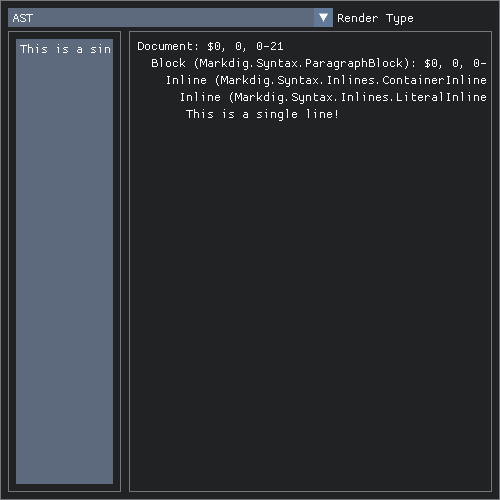 AST
Render Type
This is a sin
Document: $0, 0, 0-21
Block (Markdig.Syntax.ParagraphBlock): $0, 0, 0-
Inline (Markdig.Syntax.Inlines.ContainerInline
Inline (Markdig.Syntax.Inlines.LiteralInline
This is a single line!